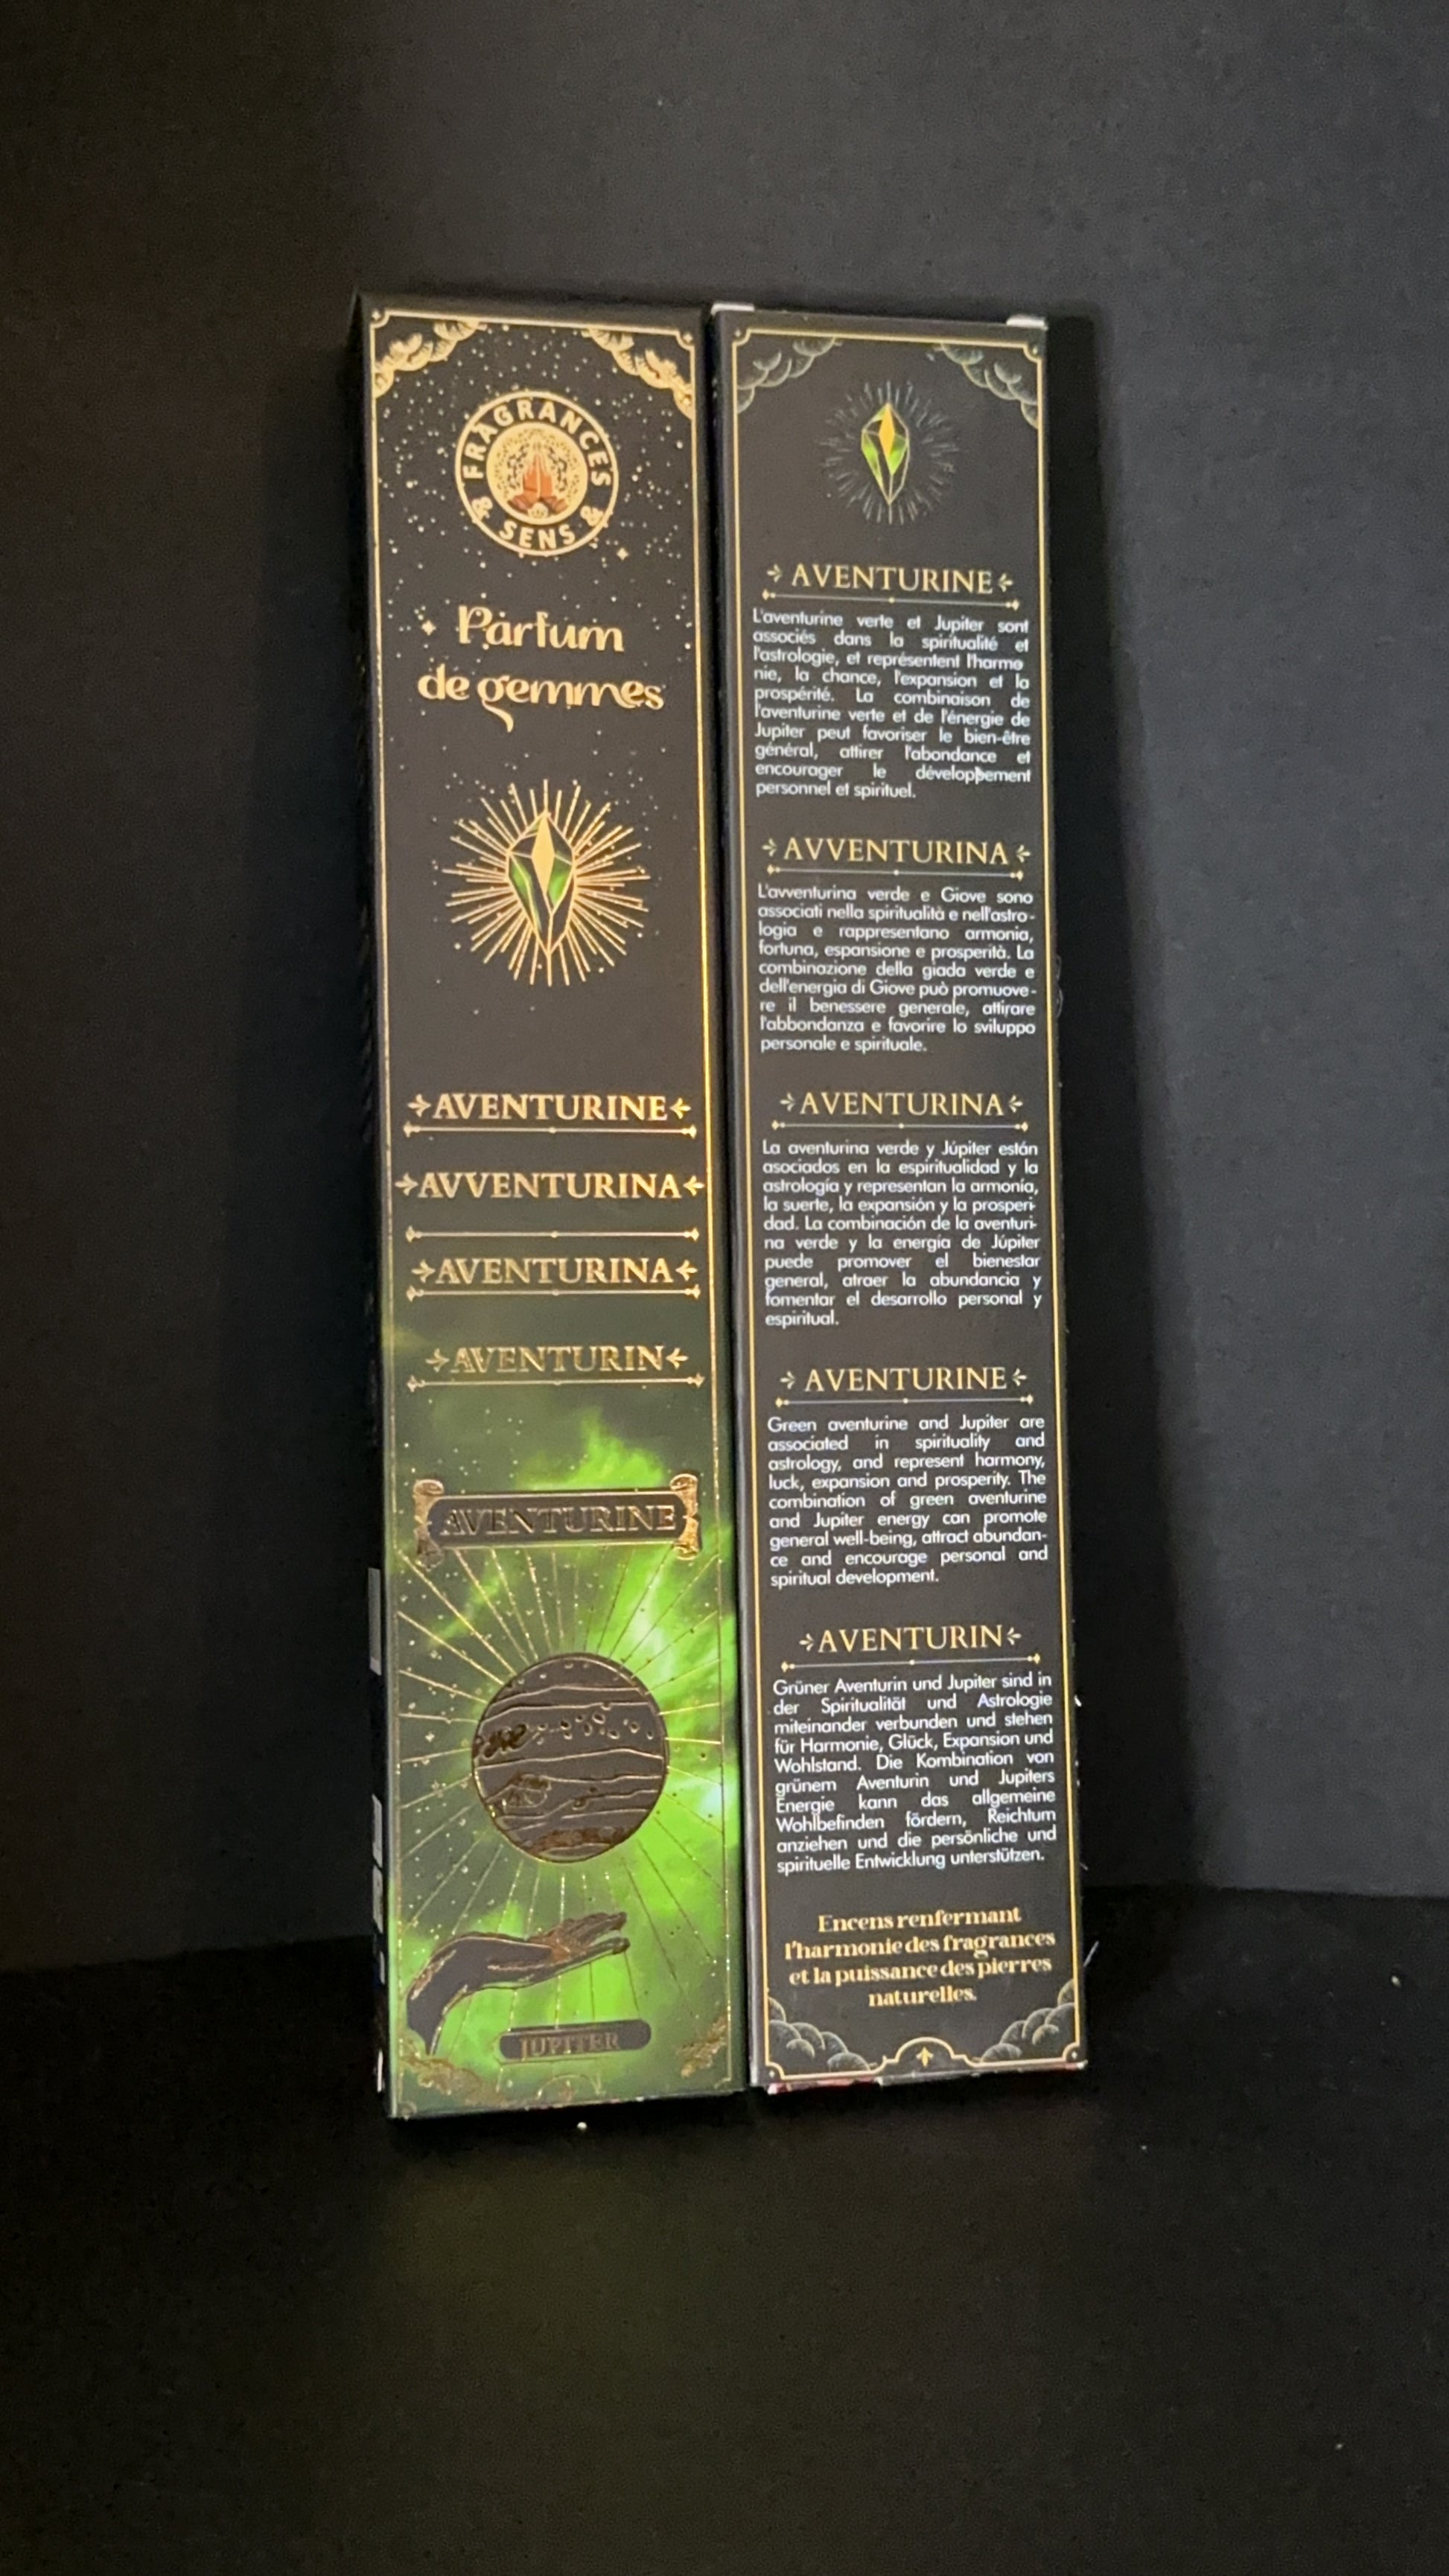 FRAGRANCES
& SENS &
Parfum
de gemmes
AVENTURINE
AVVENTURINA
AVENTURINA
AVENTURIN
AVENTURINE
JUPITER
AVENTURINE
L'aventurine verte et Jupiter sont
associés dans la spiritualité et
l'astrologie, et représentent l'harmo
nie, la chance, l'expansion et la
prospérité. La combinaison de
l'aventurine verte et de l'énergie de
Jupiter peut favoriser le bien-être
général, attirer l'abondance et
encourager le développement
personnel et spirituel.
AVVENTURINA
L'avventurina verde e Giove sono
associati nella spiritualità e nell'astro-
logia e rappresentano armonia,
fortuna, espansione e prosperità. La
combinazione della giada verde e
dell'energia di Giove può promuove-
re il benessere generale, attirare
l'abbondanza e favorire lo sviluppo
personale e spirituale.
AVENTURINA
La aventurina verde y Júpiter están
asociados en la espiritualidad y la
astrología y representan la armonía,
la suerte, la expansión y la prosperi-
dad. La combinación de la aventuri-
na verde y la energía de Júpiter
puede promover el bienestar
general, atraer la abundancia y
fomentar el desarrollo personal y
espiritual.
AVENTURINE
Green aventurine and Jupiter are
associated in spirituality and
astrology, and represent harmony,
luck, expansion and prosperity. The
combination of green aventurine
and Jupiter energy can promote
general well-being, attract abundan-
ce and encourage personal and
spiritual development.
AVENTURIN
Grüner Aventurin und Jupiter sind in
der Spiritualität und Astrologie
miteinander verbunden und stehen
für Harmonie, Glück, Expansion und
Wohlstand. Die Kombination von
grünem Aventurin und Jupiters
Energie kann das allgemeine
Wohlbefinden fördern, Reichtum
anziehen und die persönliche und
spirituelle Entwicklung unterstützen.
Encens renfermant
l'harmonie des fragrances
et la puissance des pierres
naturelles.